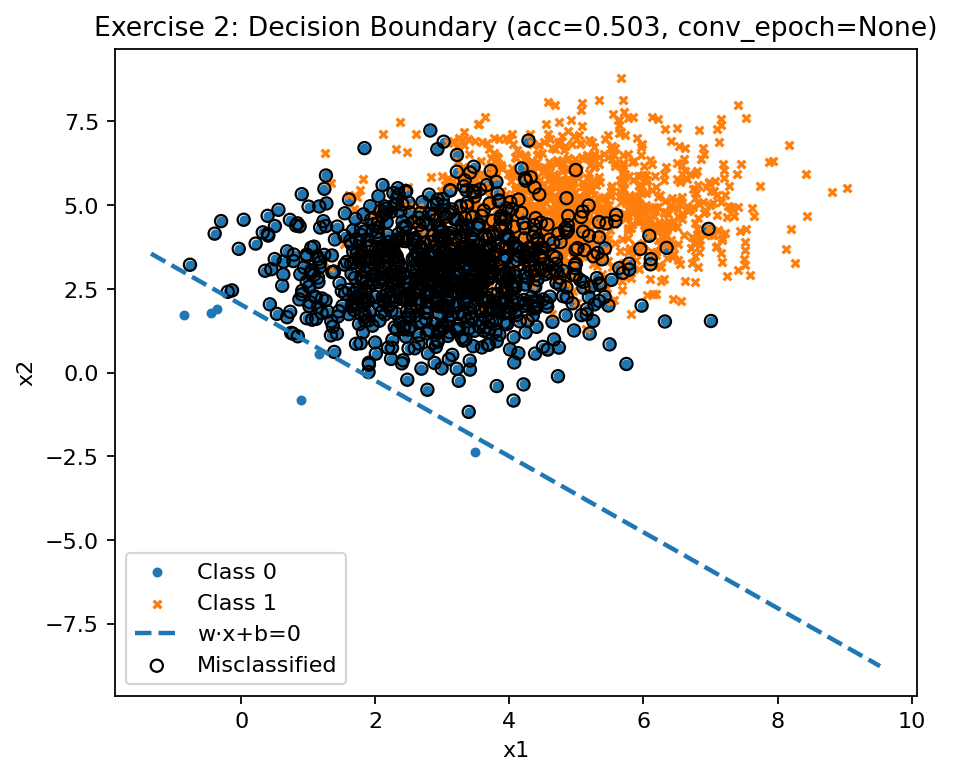 Exercise 2: Decision Boundary (acc=0.503, conv_epoch=None)
7.5
5.0
2.5
0.0
−2.5
−5.0
−7.5
x2
Class 0
Class 1
w·x+b=0
Misclassified
0 2 4 6 8 10
x1